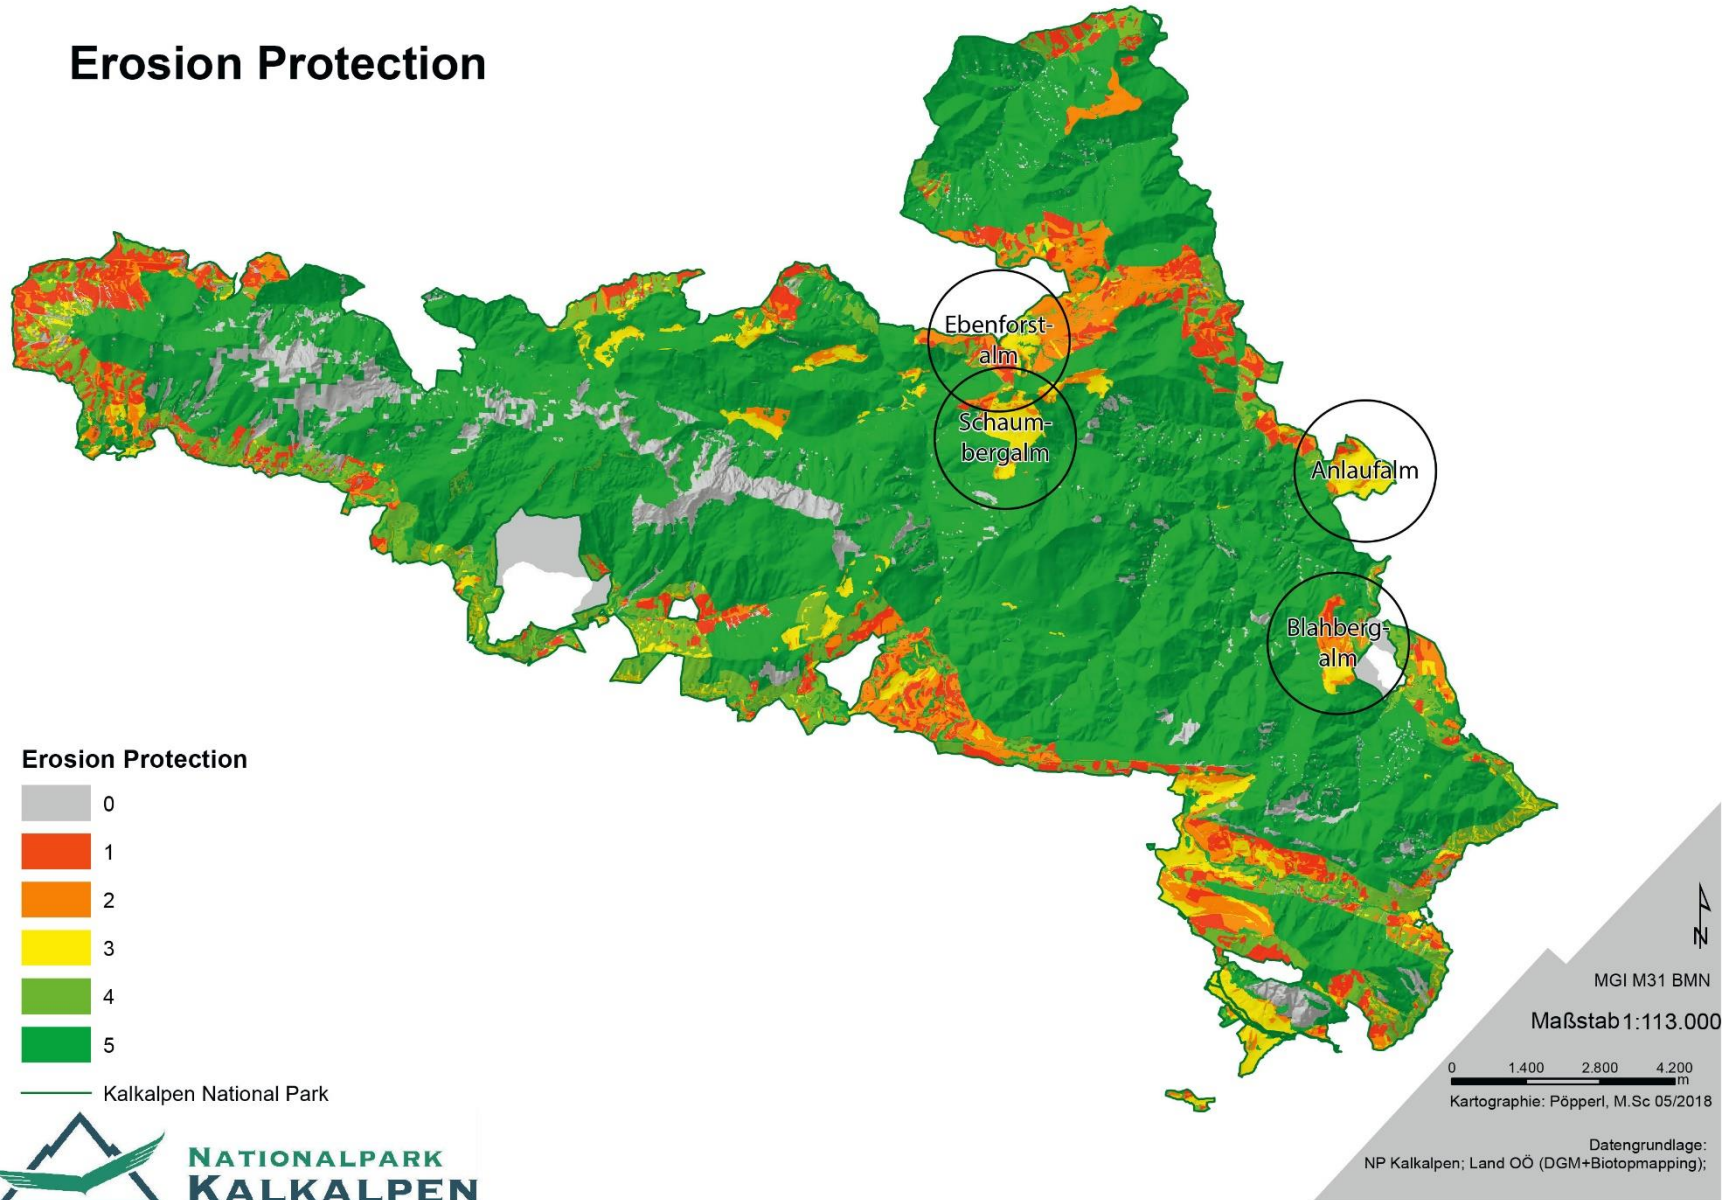 Erosion Protection
Ebenforst-
alm
Schaum-
bergalm
Anlaufalm
Blahberg-
alm
Erosion Protection
0
1
2
3
4
5
Kalkalpen National Park
NATIONALPARK
KALKALPEN
N
MGI M31 BMN
Maßstab 1:113.000
0 1.400 2.800 4.200
m
Kartographie: Pöpperl, M.Sc 05/2018
Datengrundlage:
NP Kalkalpen; Land OÖ (DGM+Biotopmapping);